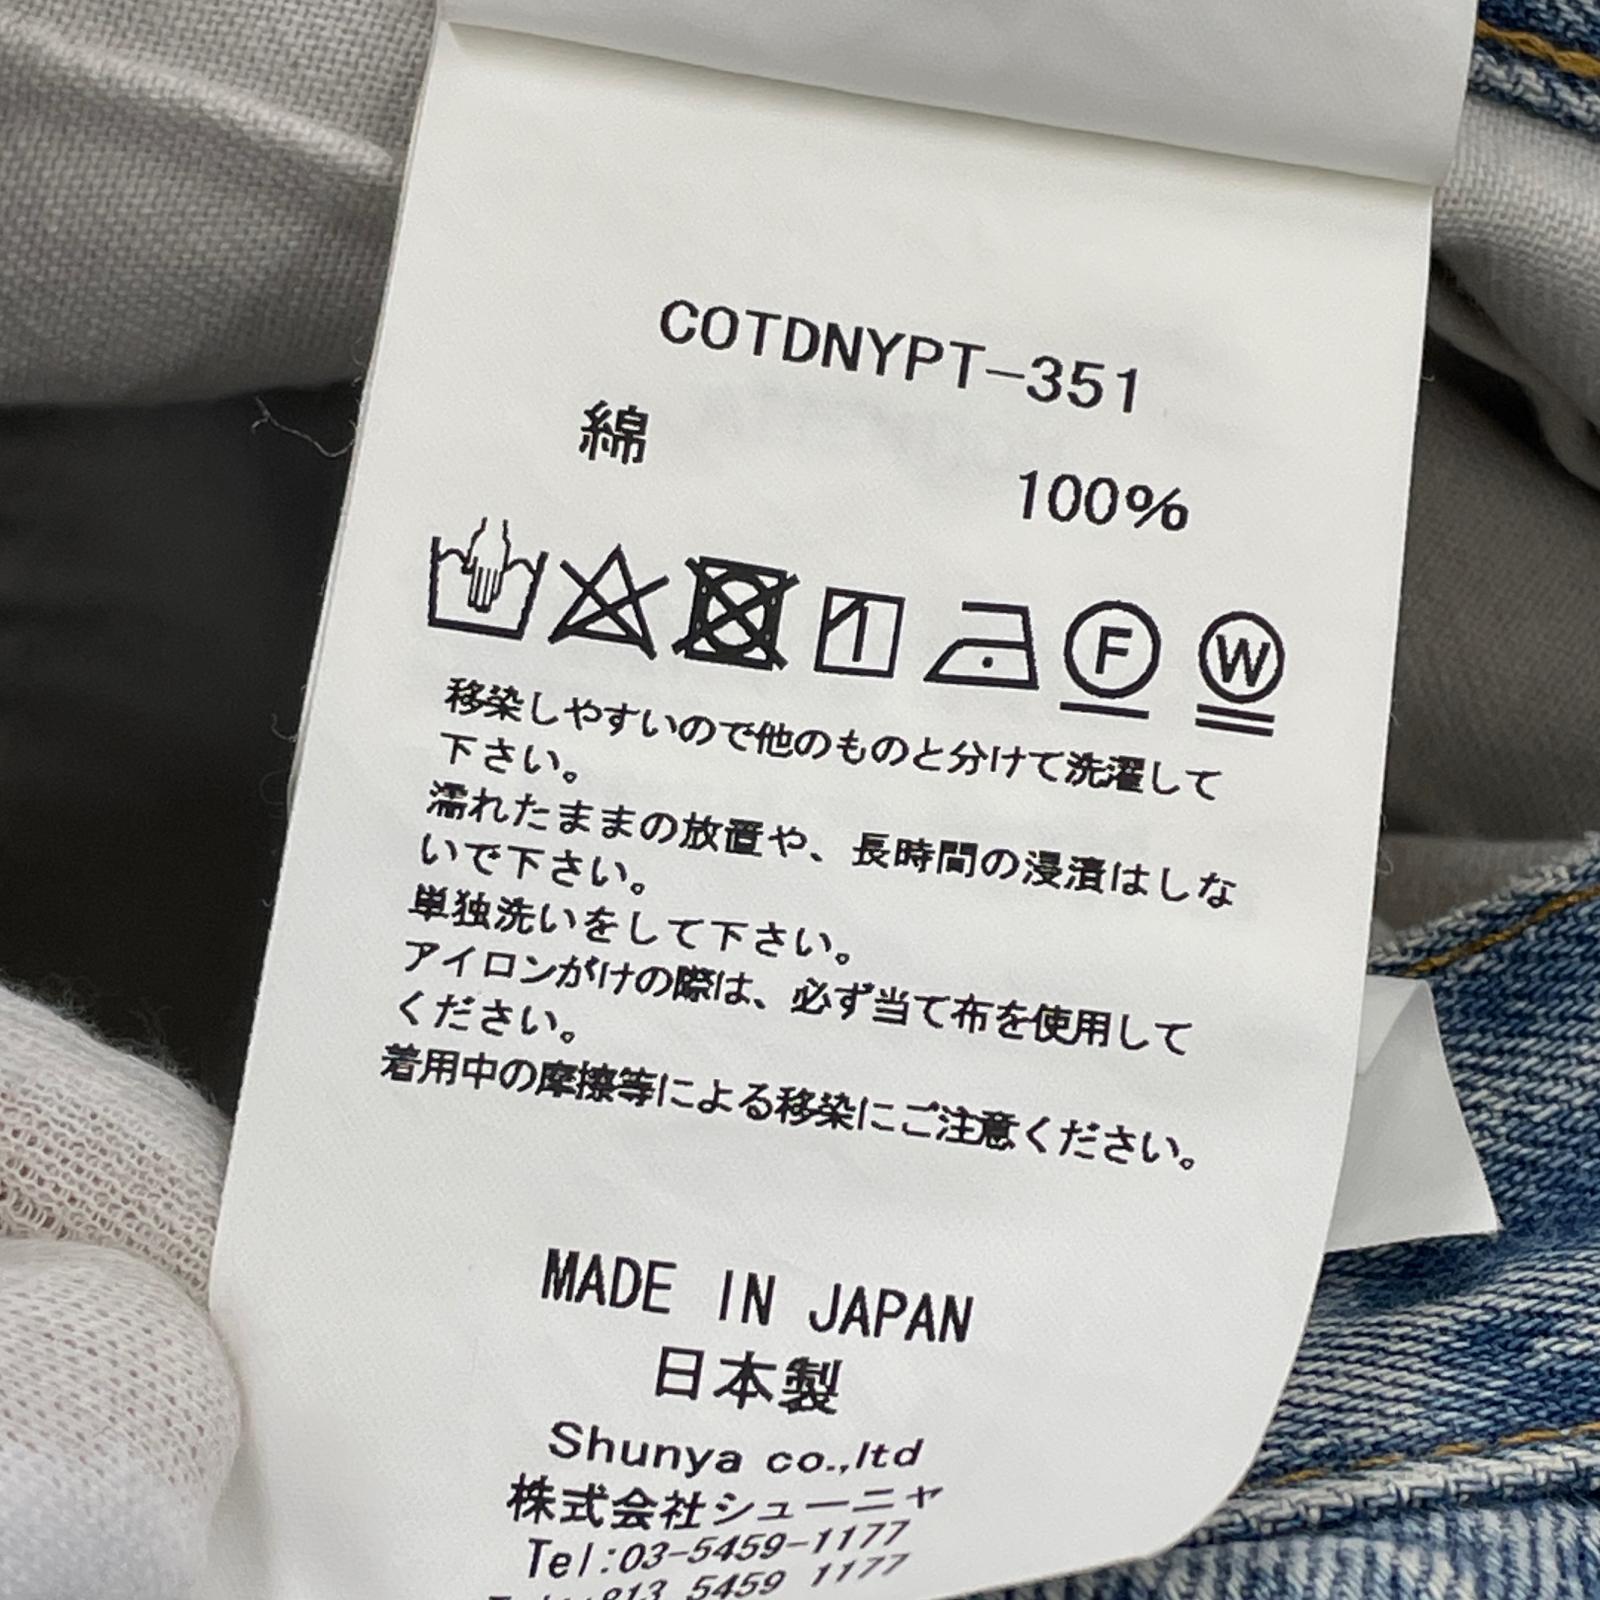 COTDNYPT-351
綿 100%
1
F W
移染しやすいので他のものと分けて洗濯して
下さい。
濡れたままの放置や、長時間の浸漬はしな
いで下さい。
単独洗いをして下さい。
アイロンがけの際は、必ず当て布を使用して
ください。
着用中の摩擦等による移染にご注意ください。
MADE IN JAPAN
日本製
Shunya co.,ltd
株式会社シューニャ
Tel:03-5459-1177
813 5459 1177